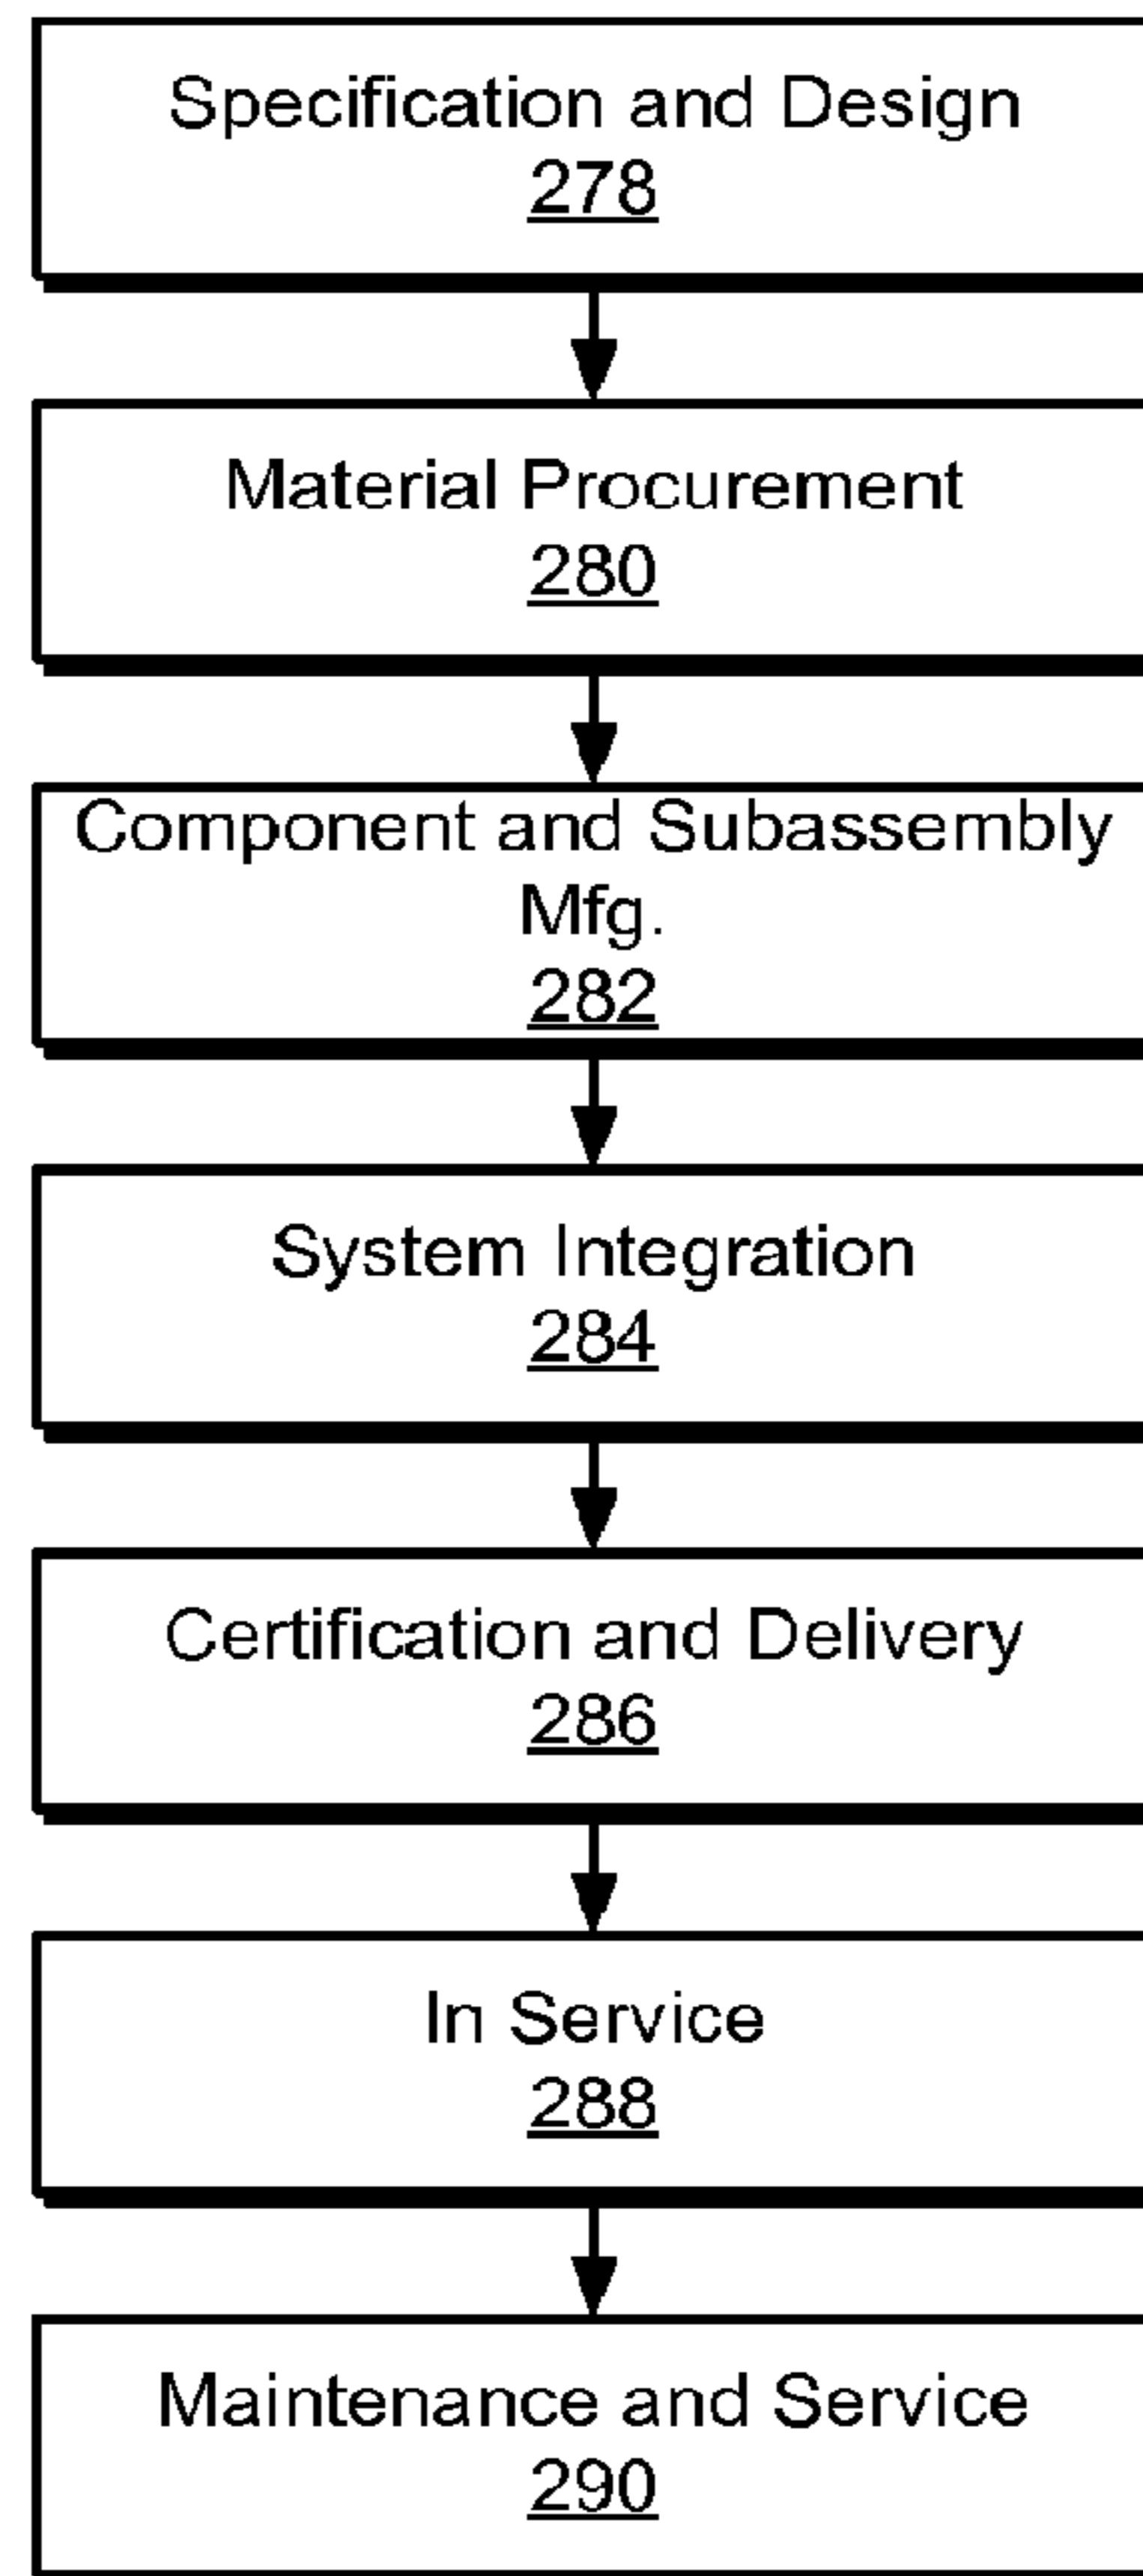 Specification and Design
278
Material Procurement
280
Component and Subassembly
Mfg.
282
System Integration
284
Certification and Delivery
286
In Service
288
Maintenance and Service
290